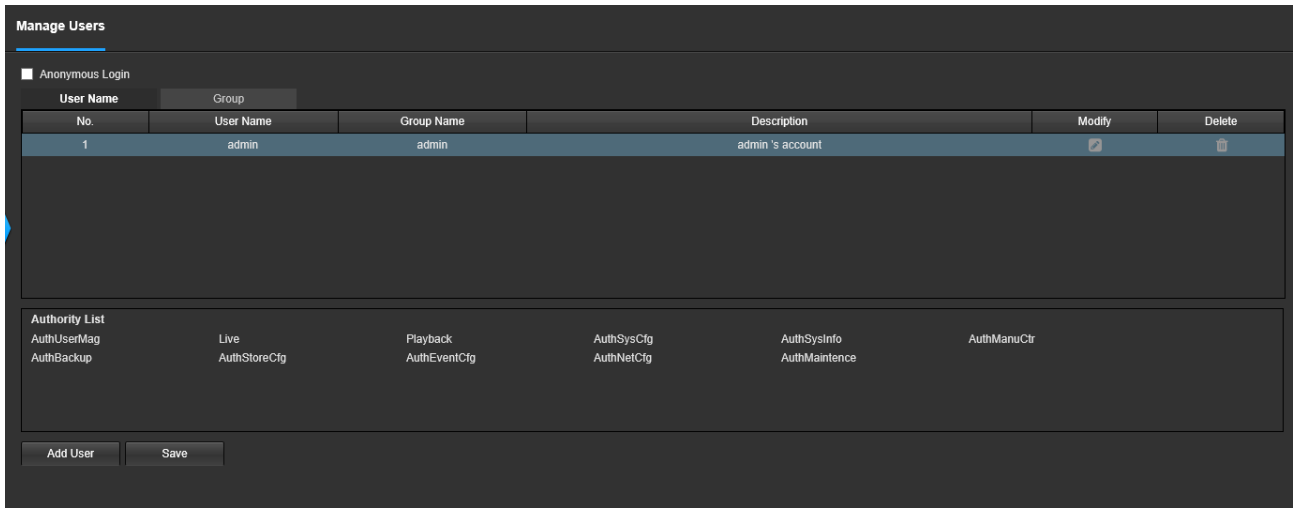 Manage Users
Anonymous Login
User Name Group
No. User Name Group Name Description Modify Delete
1 admin admin admin 's account
Authority List
AuthUserMag Live Playback AuthSysCfg AuthSysInfo AuthManuCtr
AuthBackup AuthStoreCfg AuthEventCfg AuthNetCfg AuthMaintence
Add User Save